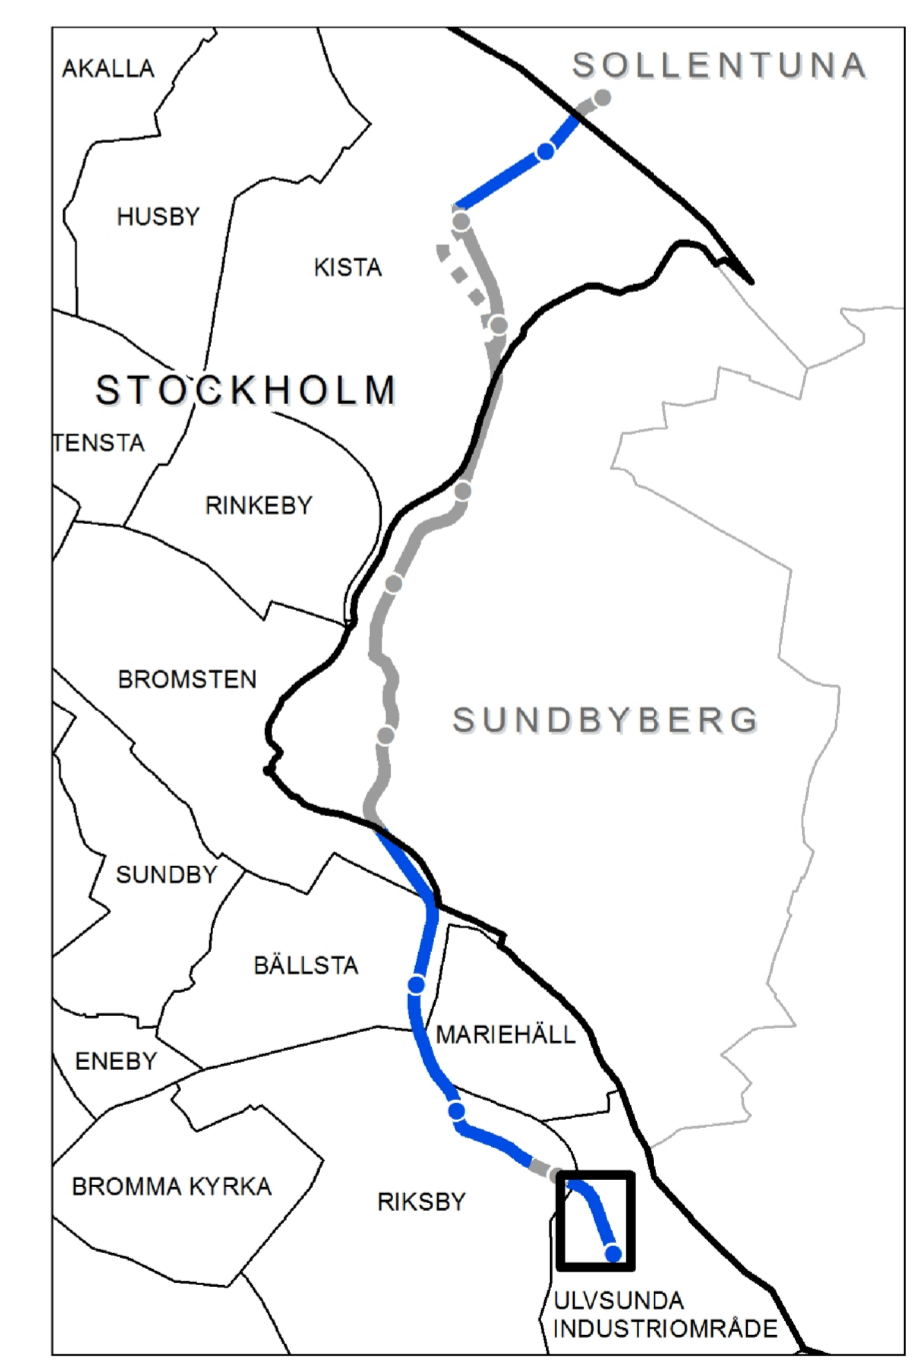 SOLLENTUNA
AKALLA
HUSBY
KISTA
STOCKHOLM
TENSTA
RINKEBY
BROMSTEN
SUNDBYBERG
SUNDBY
BÄLLSTA
MARIEHÄLL
ENEBY
BROMMA KYRKA
RIKSBY
ULVSUNDA
INDUSTRIOMRÅDE